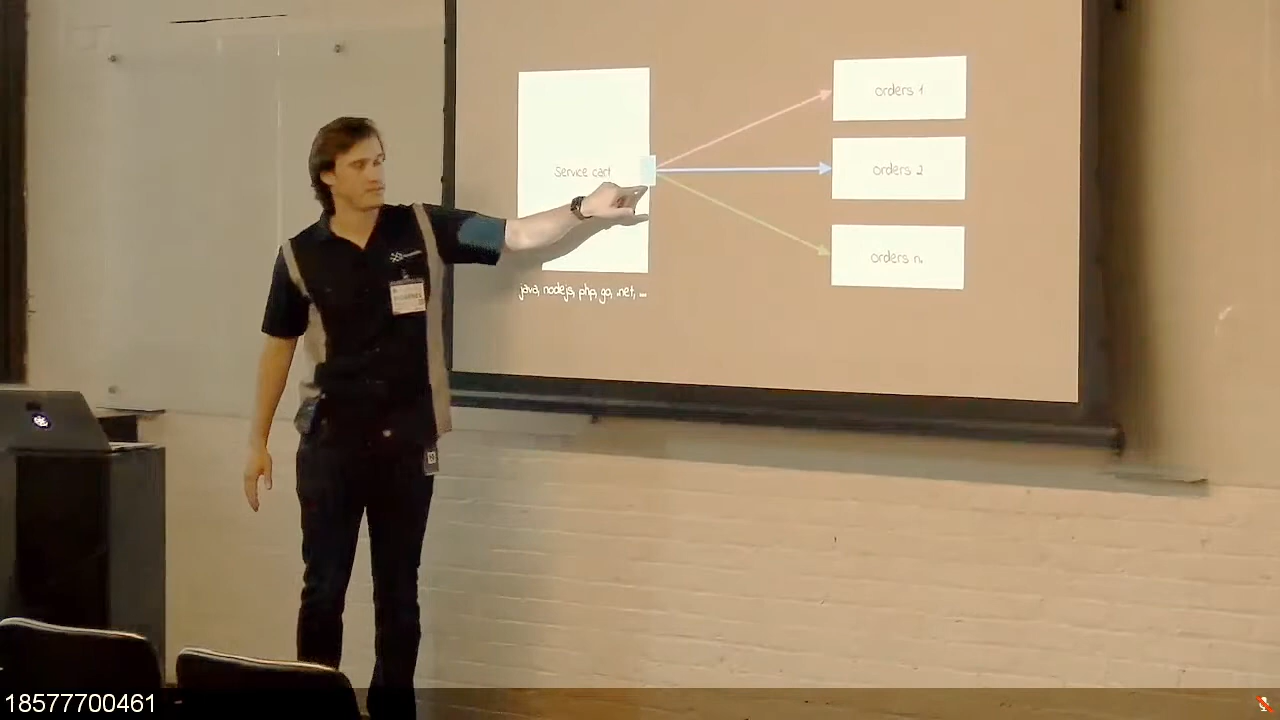 Service cart
orders 1
orders 2
orders n.
java, nodejs, php, go, .net, ...
18577700461